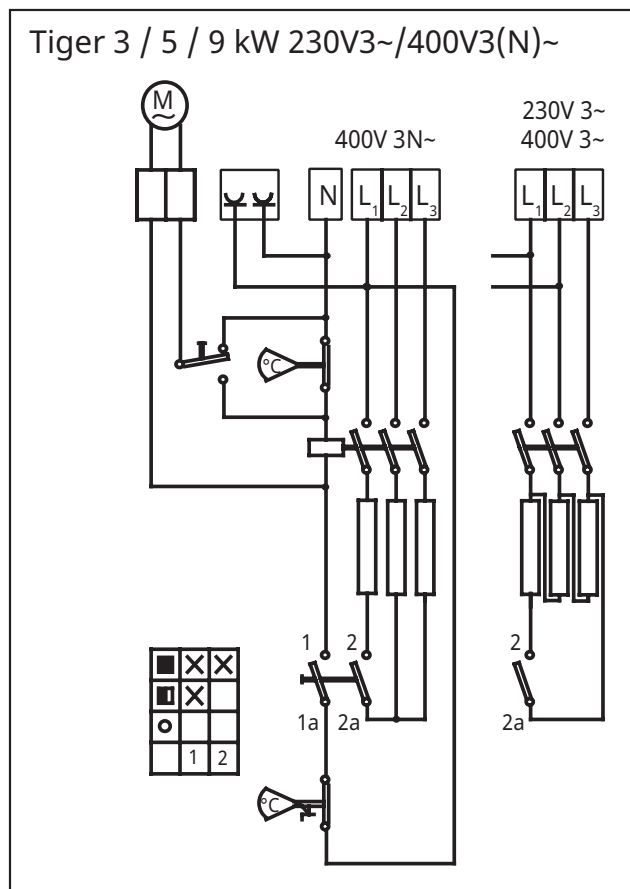 Tiger 3 / 5 / 9 kW 230V3~/400V3(N)~
M
~
400V 3N~
230V 3~
400V 3~
N L1 L2 L3
L1 L2 L3
°C
1 2
1a 2a
2
2a
1 2
°C